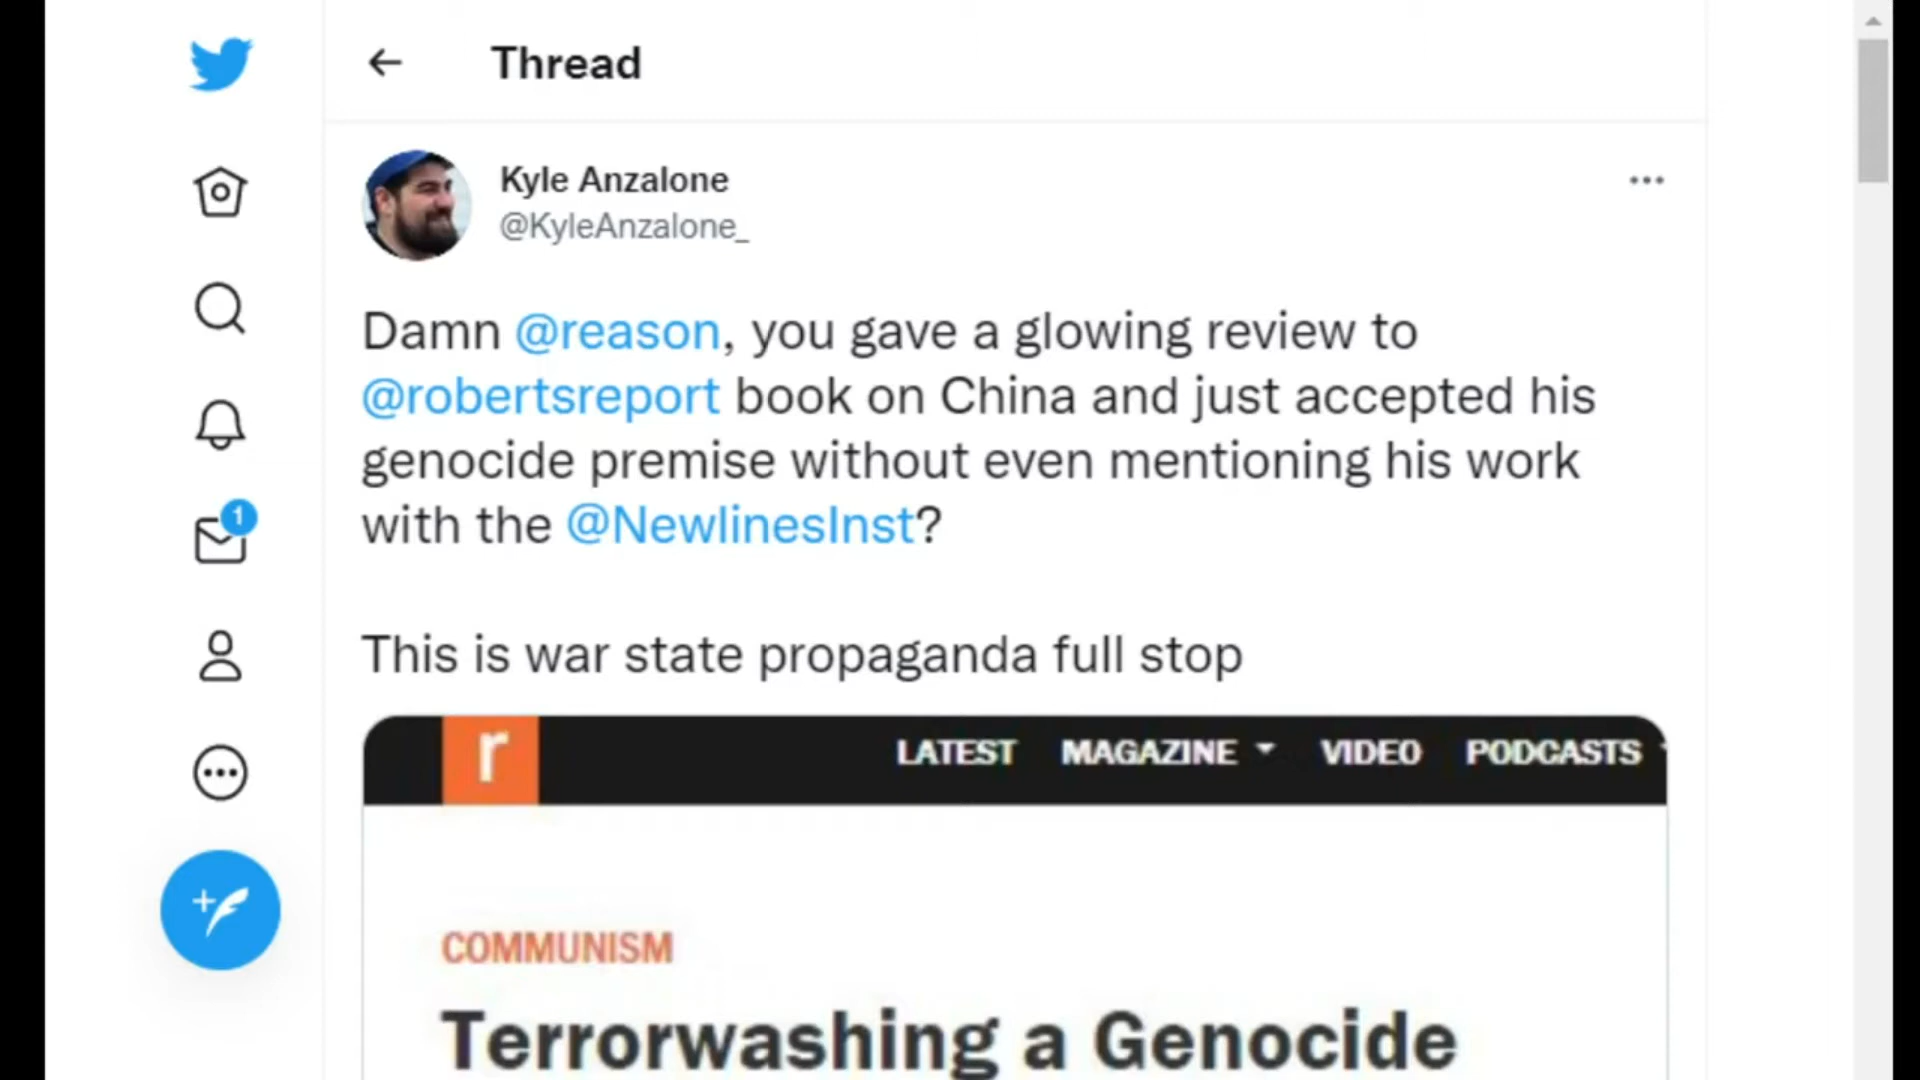 Thread
Kyle Anzalone
@KyleAnzalone_
Damn @reason, you gave a glowing review to
@robertsreport book on China and just accepted his
genocide premise without even mentioning his work
with the @NewlinesInst?
This is war state propaganda full stop
1
r LATEST MAGAZINE VIDEO PODCASTS
COMMUNISM
Terrorwashing a Genocide